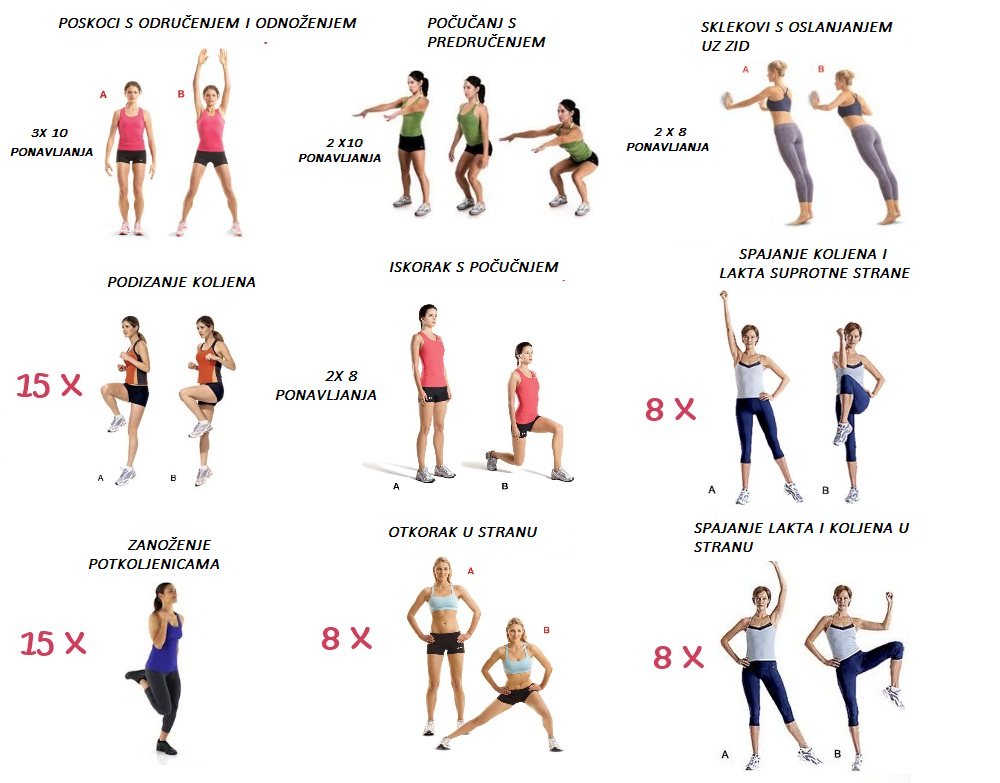 POSKOCI S ODRUČENJEM I ODNOŽENJEM
A
B
3X 10
PONAVLJANJA
POČUČANJ S
PREDRUČENJEM
2 X10
PONAVLJANJA
SKLEKOVI S OSLANJANJEM
UZ ZID
A
B
2 X 8
PONAVLJANJA
PODIZANJE KOLJENA
15 X
A
B
ISKORAK S POČUČNJEM
2X 8
PONAVLJANJA
A
B
SPAJANJE KOLJENA I
LAKTA SUPROTNE STRANE
8 X
A
B
ZANOŽENJE
POTKOLJENICAMA
15 X
OTKORAK U STRANU
A
8 X
B
SPAJANJE LAKTA I KOLJENA U
STRANU
8 X
A
B